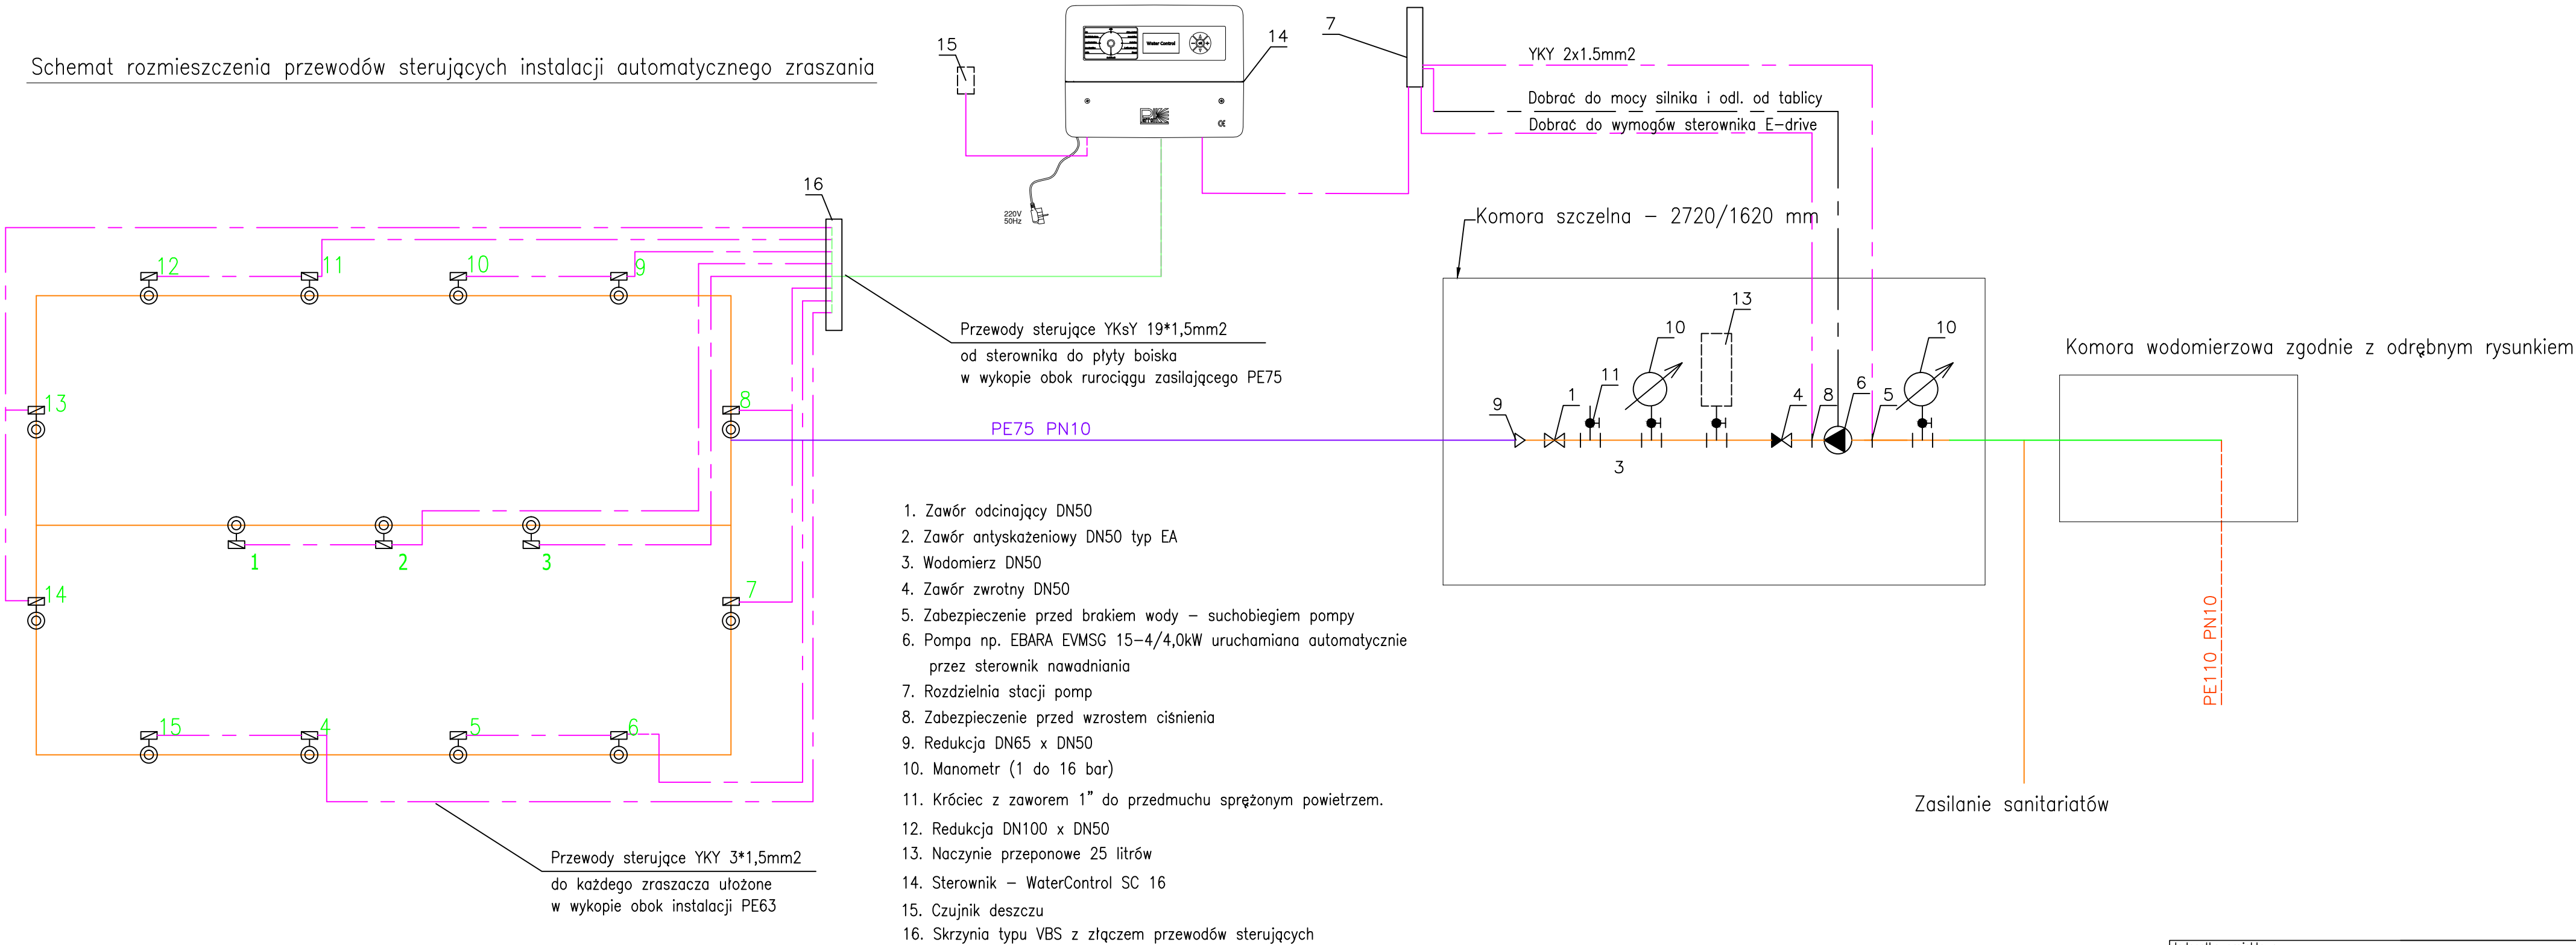 Schemat rozmieszczenia przewodów sterujących instalacji automatycznego zraszania
15
Water Control
14
CE
220V
50Hz
7
YKY 2x1.5mm2
Dobrać do mocy silnika i odl. od tablicy
Dobrać do wymogów sterownika E-drive
16
Komora szczelna – 2720/1620 mm
12
11
10
9
13
8
14
7
1
2
3
15
4
5
6
Przewody sterujące YKsY 19*1,5mm2
od sterownika do płyty boiska
w wykopie obok rurociągu zasilającego PE75
PE75 PN10
9
1
11
10
13
4
8
6
5
10
3
Komora wodomierzowa zgodnie z odrębnym rysunkiem
PE110 PN10
Zasilanie sanitariatów
1. Zawór odcinający DN50
2. Zawór antyskażeniowy DN50 typ EA
3. Wodomierz DN50
4. Zawór zwrotny DN50
5. Zabezpieczenie przed brakiem wody – suchobiegiem pompy
6. Pompa np. EBARA EVMSG 15-4/4,0kW uruchamiana automatycznie
przez sterownik nawadniania
7. Rozdzielnia stacji pomp
8. Zabezpieczenie przed wzrostem ciśnienia
9. Redukcja DN65 x DN50
10. Manometr (1 do 16 bar)
11. Króciec z zaworem 1" do przedmuchu sprężonym powietrzem.
12. Redukcja DN100 x DN50
13. Naczynie przeponowe 25 litrów
14. Sterownik – WaterControl SC 16
15. Czujnik deszczu
16. Skrzynia typu VBS z złączem przewodów sterujących
Przewody sterujące YKY 3*1,5mm2
do każdego zraszacza ułożone
w wykopie obok instalacji PE63